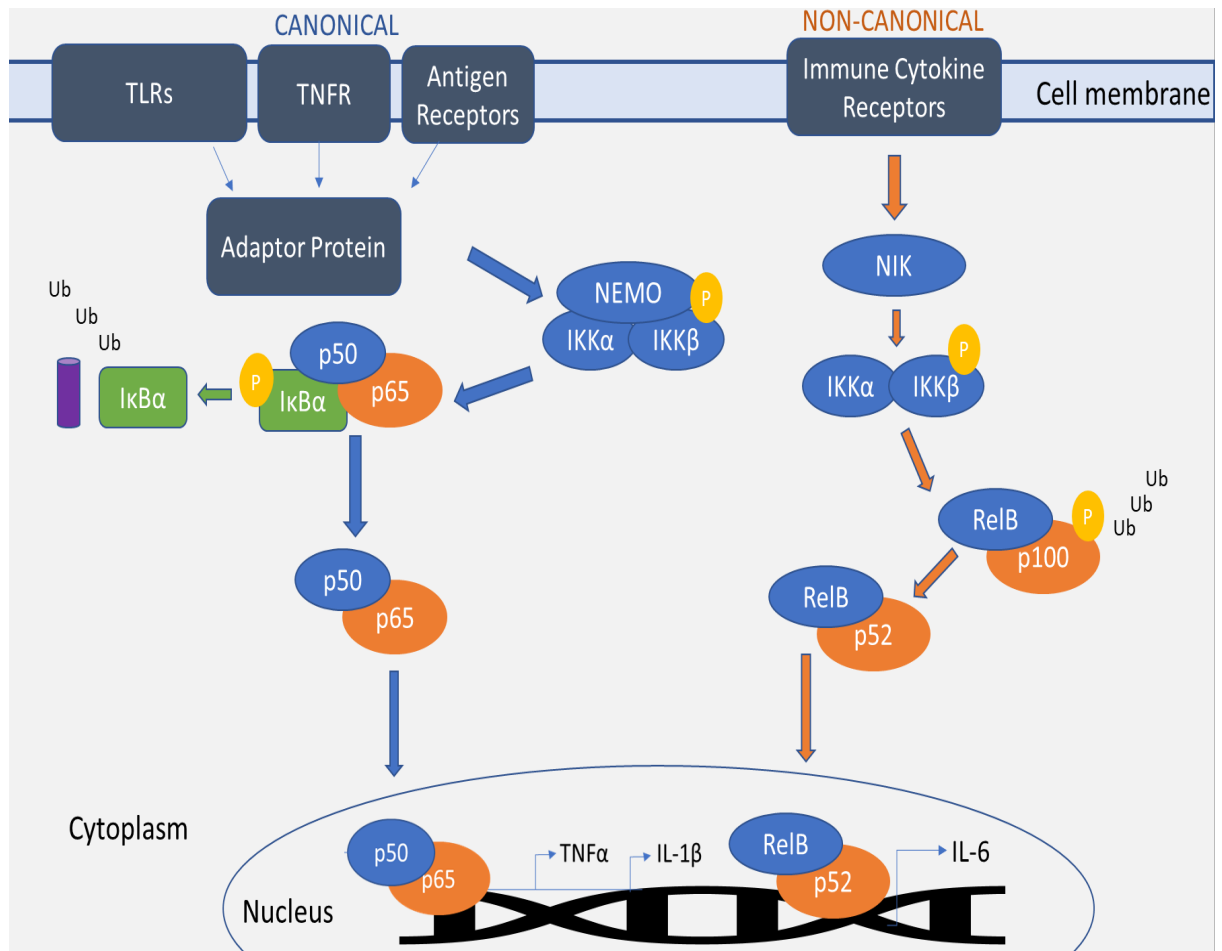 CANONICAL
NON-CANONICAL
TLRs
TNFR
Antigen
Receptors
Immune Cytokine
Receptors
Cell membrane
Adaptor Protein
NIK
NEMO
P
IKKα
IKKβ
Ub
Ub
Ub
p50
P
IκBα
p65
IκBα
P
IKKα
IKKβ
RelB
P
p100
Ub
Ub
Ub
p50
p65
RelB
p52
Cytoplasm
p50
p65
TNFα
IL-1β
RelB
p52
IL-6
Nucleus